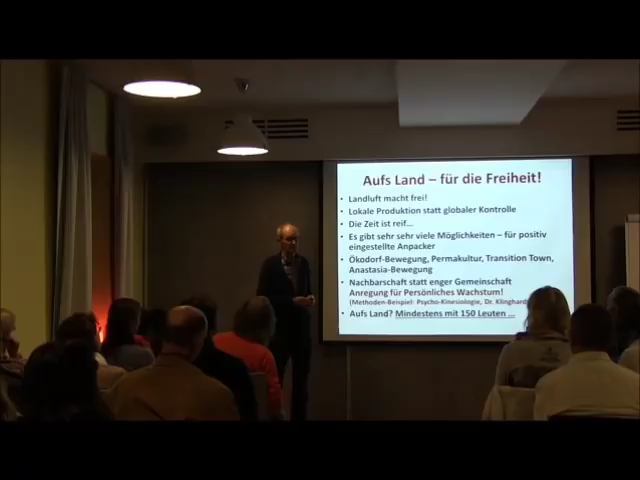 Aufs Land – für die Freiheit!
• Landluft macht frei!
• Lokale Produktion statt globaler Kontrolle
• Die Zeit ist reif...
• Es gibt sehr sehr viele Möglichkeiten – für positiv
eingestellte Anpacker
• Ökodorf-Bewegung, Permakultur, Transition Town,
Anastasia-Bewegung
• Nachbarschaft statt enger Gemeinschaft
Anregung für Persönliches Wachstum!
(Methoden-Beispiel: Psycho-Kinesiologie, Dr. Klinghardt
• Aufs Land? Mindestens mit 150 Leuten ...